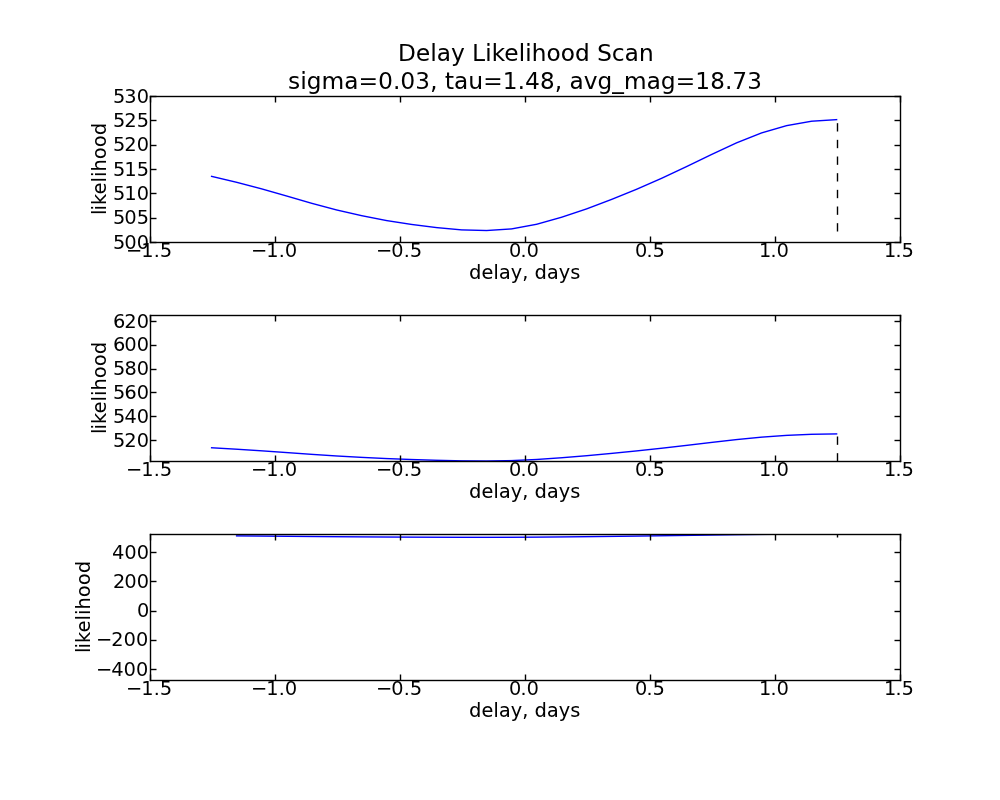 Delay Likelihood Scan
sigma=0.03, tau=1.48, avg_mag=18.73
530
525
520
515
510
505
500
likelihood
−1.5 −1.0 −0.5 0.0 0.5 1.0 1.5
delay, days
620
600
580
560
540
520
likelihood
−1.5 −1.0 −0.5 0.0 0.5 1.0 1.5
delay, days
400
200
0
−200
−400
likelihood
−1.5 −1.0 −0.5 0.0 0.5 1.0 1.5
delay, days